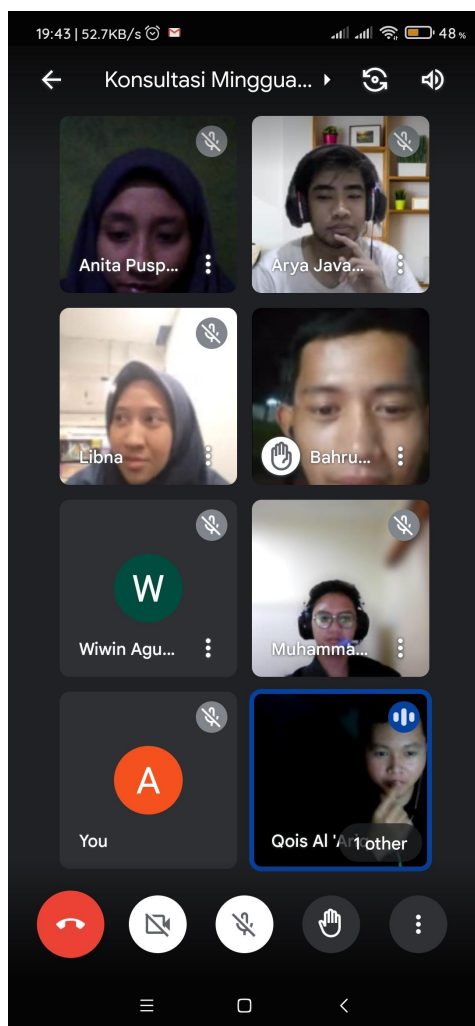 19:43 | 52.7KB/s
48%
Konsultasi Minggua...
Anita Pusp...
Arya Java...
Libna
Bahru...
W
Wiwin Agu...
Muhamma...
A
You
Qois Al 'Ariq
1 other